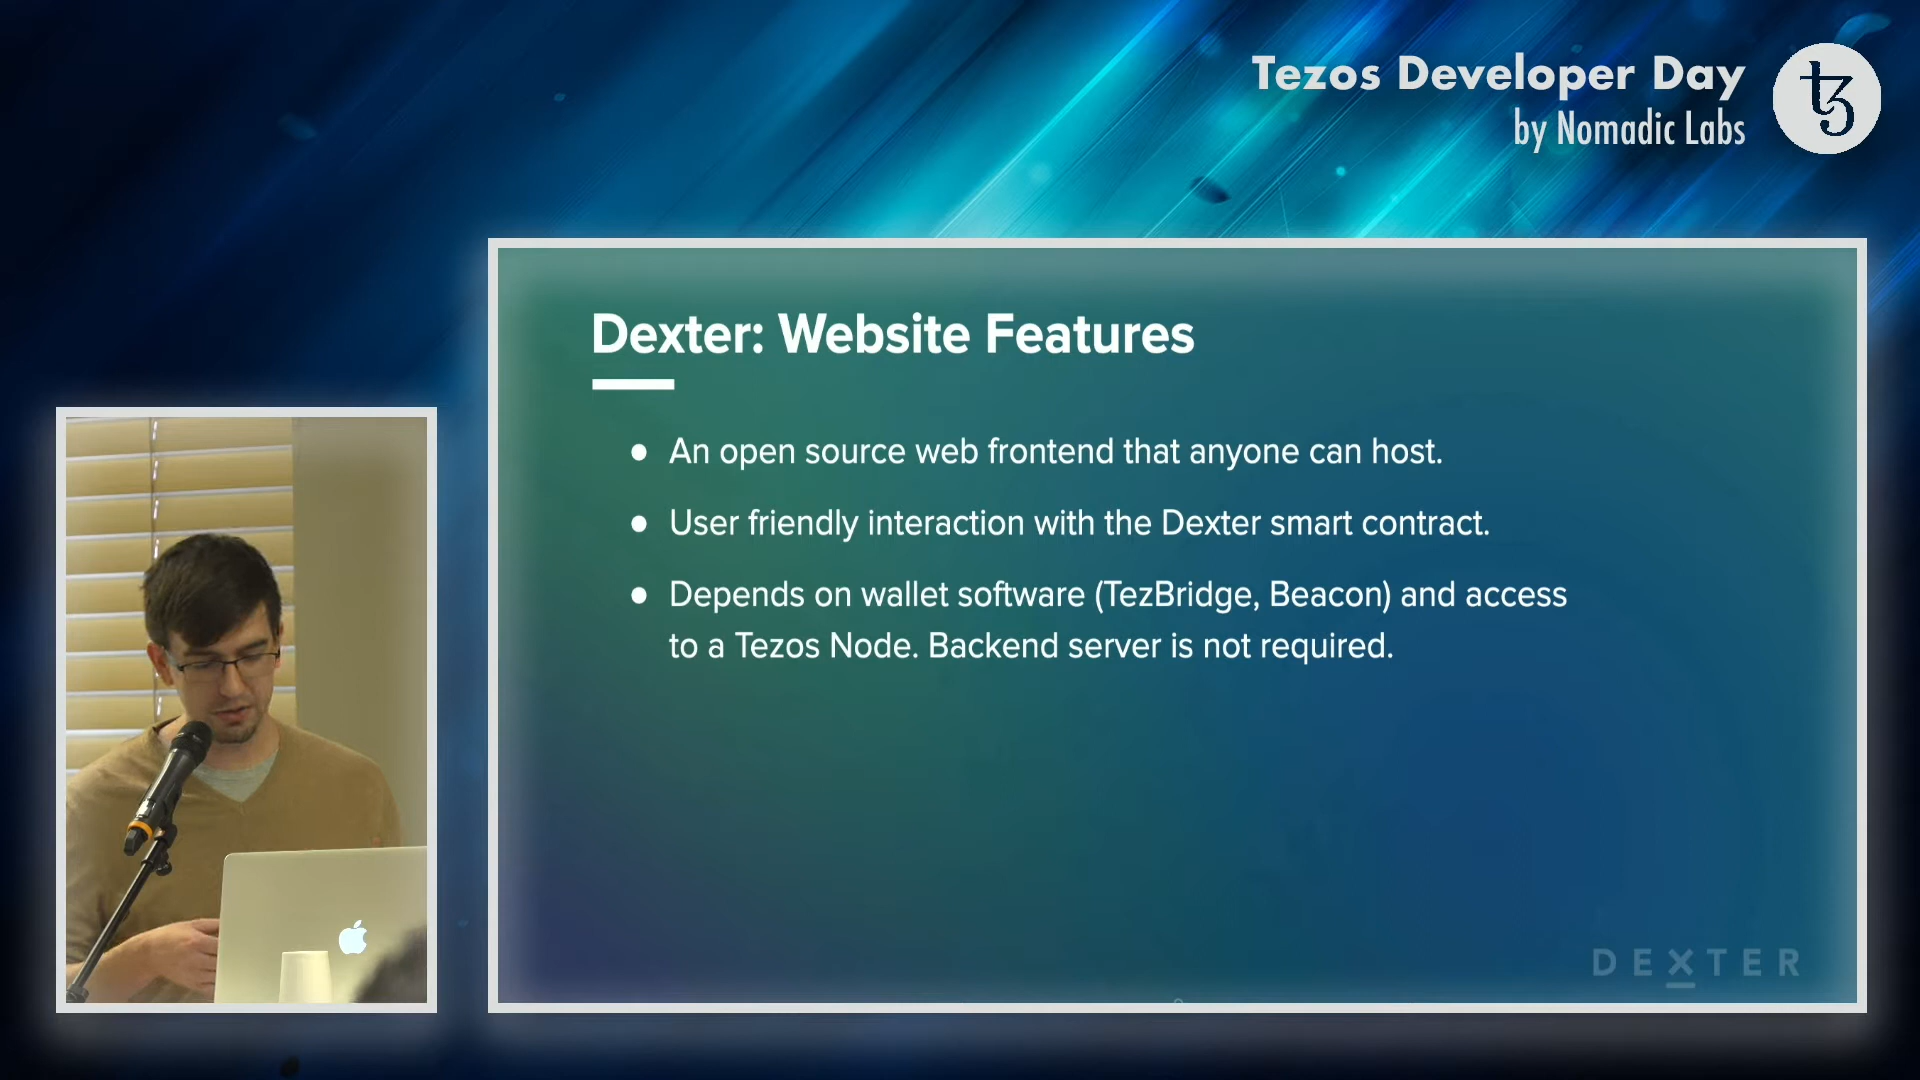 Tezos Developer Day
by Nomadic Labs
Dexter: Website Features
● An open source web frontend that anyone can host.
● User friendly interaction with the Dexter smart contract.
● Depends on wallet software (TezBridge, Beacon) and access
to a Tezos Node. Backend server is not required.
DEXTER